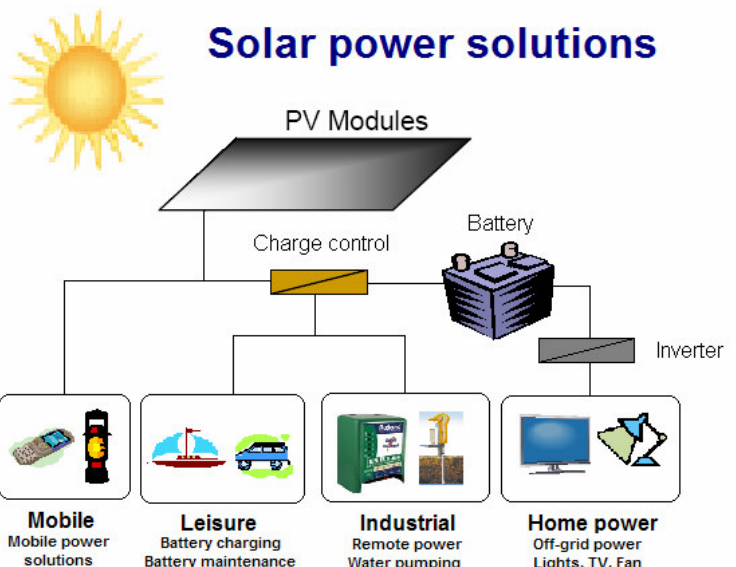 Solar power solutions
PV Modules
Battery
Charge control
Inverter
Mobile
Mobile power
solutions
Leisure
Battery charging
Battery maintenance
Industrial
Remote power
Water pumping
Home power
Off-grid power
Lights, TV, Fan